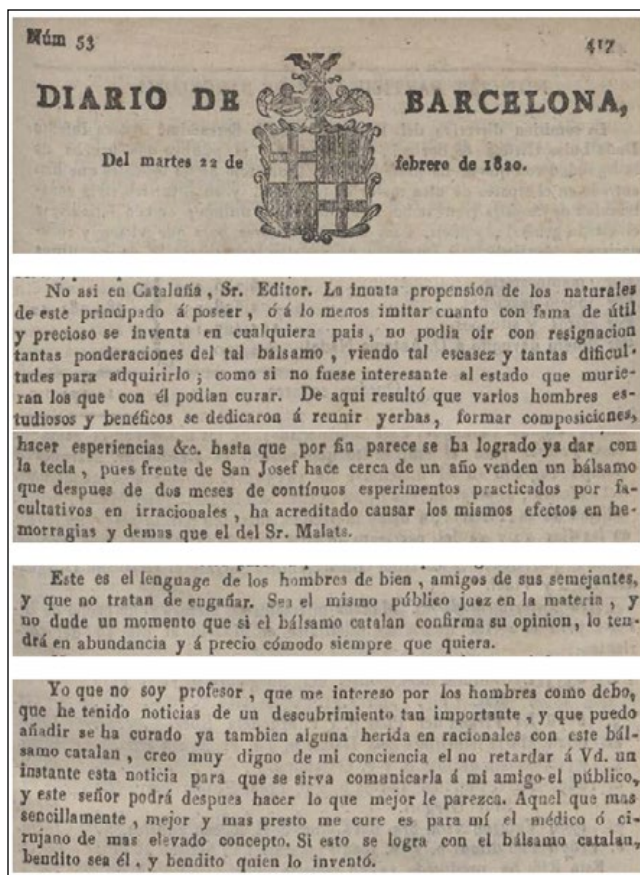 Núm 53 417
DIARIO DE BARCELONA,
Del martes 22 de febrero de 1820.
No asi en Cataluña, Sr. Editor. La innata propension de los naturales
de este principado á poseer, ó á lo menos imitar cuanto con fama de útil
y precioso se inventa en cualquiera pais, no podia oir con resignacion
tantas ponderaciones del tal bálsamo, viendo tal escasez y tantas dificul-
tades para adquirirlo; como si no fuese interesante al estado que murie-
ran los que con él podian curar. De aqui resultó que varios hombres es-
tudiosos y benéficos se dedicaron á reunir yerbas, formar composiciones,
hacer esperiencias &c. hasta que por fin parece se ha logrado ya dar con
la tecla, pues frente de San Josef hace cerca de un año venden un bálsamo
que despues de dos meses de contínuos esperimentos practicados por fa-
cultativos en irracionales, ha acreditado causar los mismos efectos en he-
morragias y demas que el del Sr. Malats.
Este es el lenguage de los hombres de bien, amigos de sus semejantes,
y que no tratan de engañar. Sea el mismo público juez en la materia, y
no dude un momento que si el bálsamo catalan confirma su opinion, lo ten-
drá en abundancia y á precio cómodo siempre que quiera.
Yo que no soy profesor, que me intereso por los hombres como debo,
que he tenido noticias de un descubrimiento tan importante, y que puedo
añadir se ha curado ya tambien alguna herida en racionales con este bál-
samo catalan, creo muy digno de mi conciencia el no retardar á Vd. un
instante esta noticia para que se sirva comunicarla á mi amigo el público,
y este señor podrá despues hacer lo que mejor le parezca. Aquel que mas
sencillamente, mejor y mas presto me cure es para mí el médico ó ci-
rujano de mas elevado concepto. Si esto se logra con el bálsamo catalan,
bendito sea él, y bendito quien lo inventó.